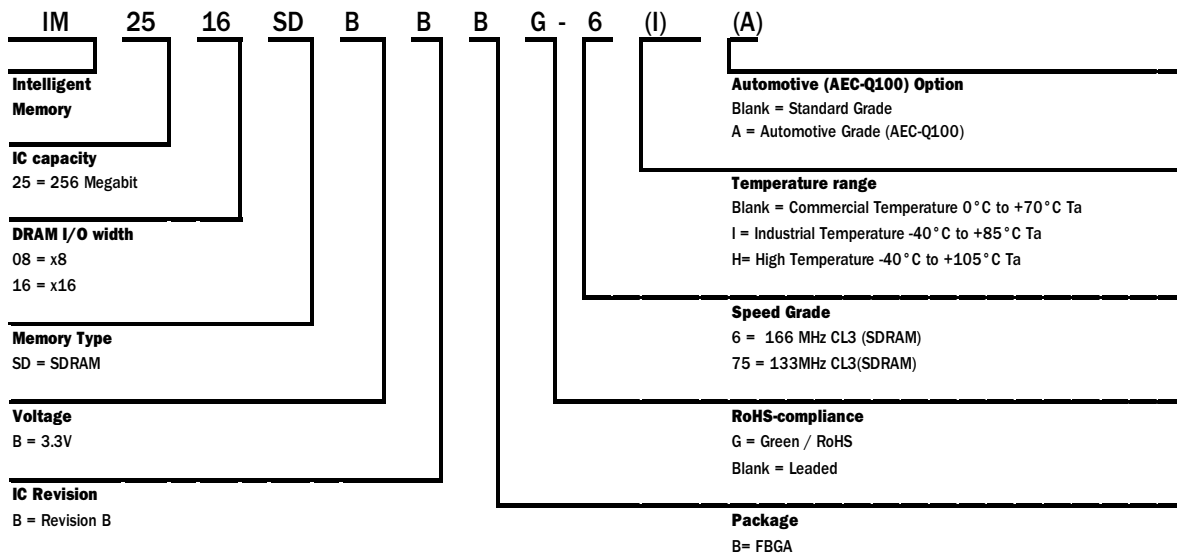 IM 25 16 SD B B B G - 6 (I) (A)
Intelligent
Memory
IC capacity
25 = 256 Megabit
DRAM I/O width
08 = x8
16 = x16
Memory Type
SD = SDRAM
Voltage
B = 3.3V
IC Revision
B = Revision B
Automotive (AEC-Q100) Option
Blank = Standard Grade
A = Automotive Grade (AEC-Q100)
Temperature range
Blank = Commercial Temperature 0°C to +70°C Ta
I = Industrial Temperature -40°C to +85°C Ta
H= High Temperature -40°C to +105°C Ta
Speed Grade
6 = 166 MHz CL3 (SDRAM)
75 = 133MHz CL3(SDRAM)
RoHS-compliance
G = Green / RoHS
Blank = Leaded
Package
B= FBGA